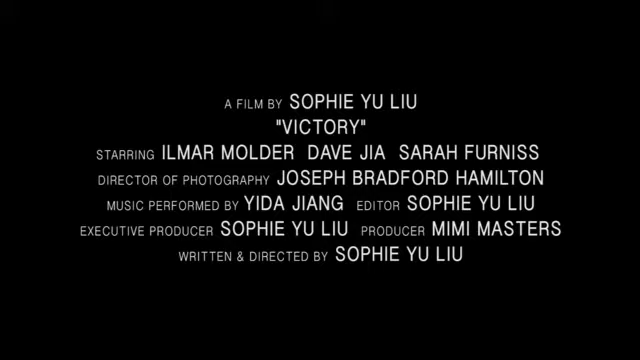 A FILM BY SOPHIE YU LIU
"VICTORY"
STARRING ILMAR MOLDER DAVE JIA SARAH FURNISS
DIRECTOR OF PHOTOGRAPHY JOSEPH BRADFORD HAMILTON
MUSIC PERFORMED BY YIDA JIANG EDITOR SOPHIE YU LIU
EXECUTIVE PRODUCER SOPHIE YU LIU PRODUCER MIMI MASTERS
WRITTEN & DIRECTED BY SOPHIE YU LIU